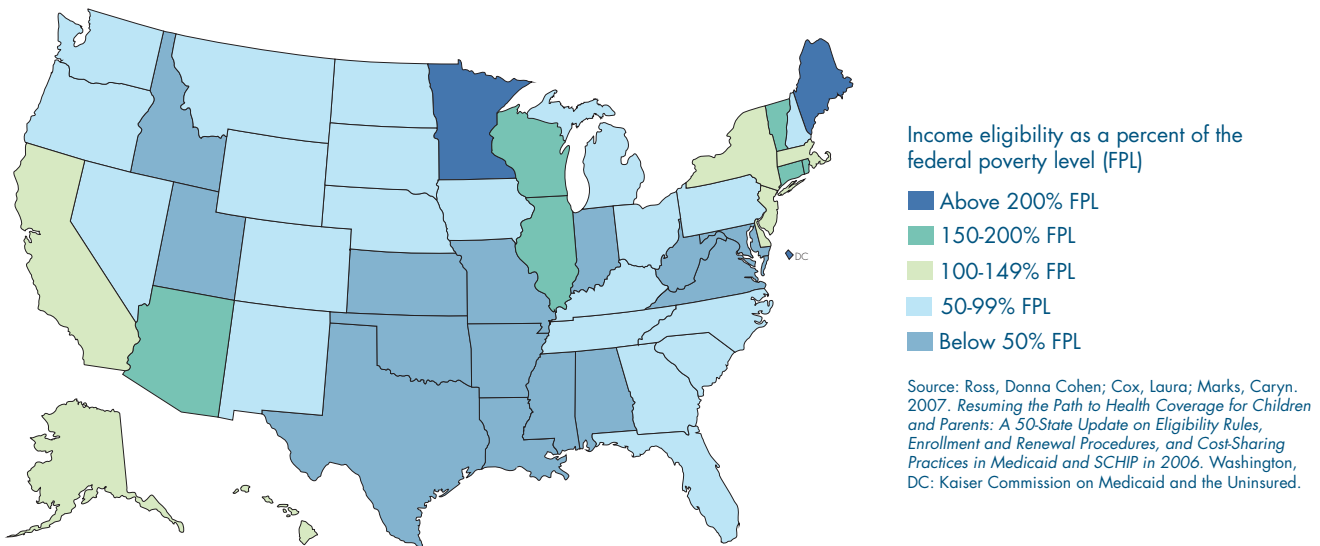 DC
Income eligibility as a percent of the
federal poverty level (FPL)
Above 200% FPL
150-200% FPL
100-149% FPL
50-99% FPL
Below 50% FPL
Source: Ross, Donna Cohen; Cox, Laura; Marks, Caryn.
2007. Resuming the Path to Health Coverage for Children
and Parents: A 50-State Update on Eligibility Rules,
Enrollment and Renewal Procedures, and Cost-Sharing
Practices in Medicaid and SCHIP in 2006. Washington,
DC: Kaiser Commission on Medicaid and the Uninsured.